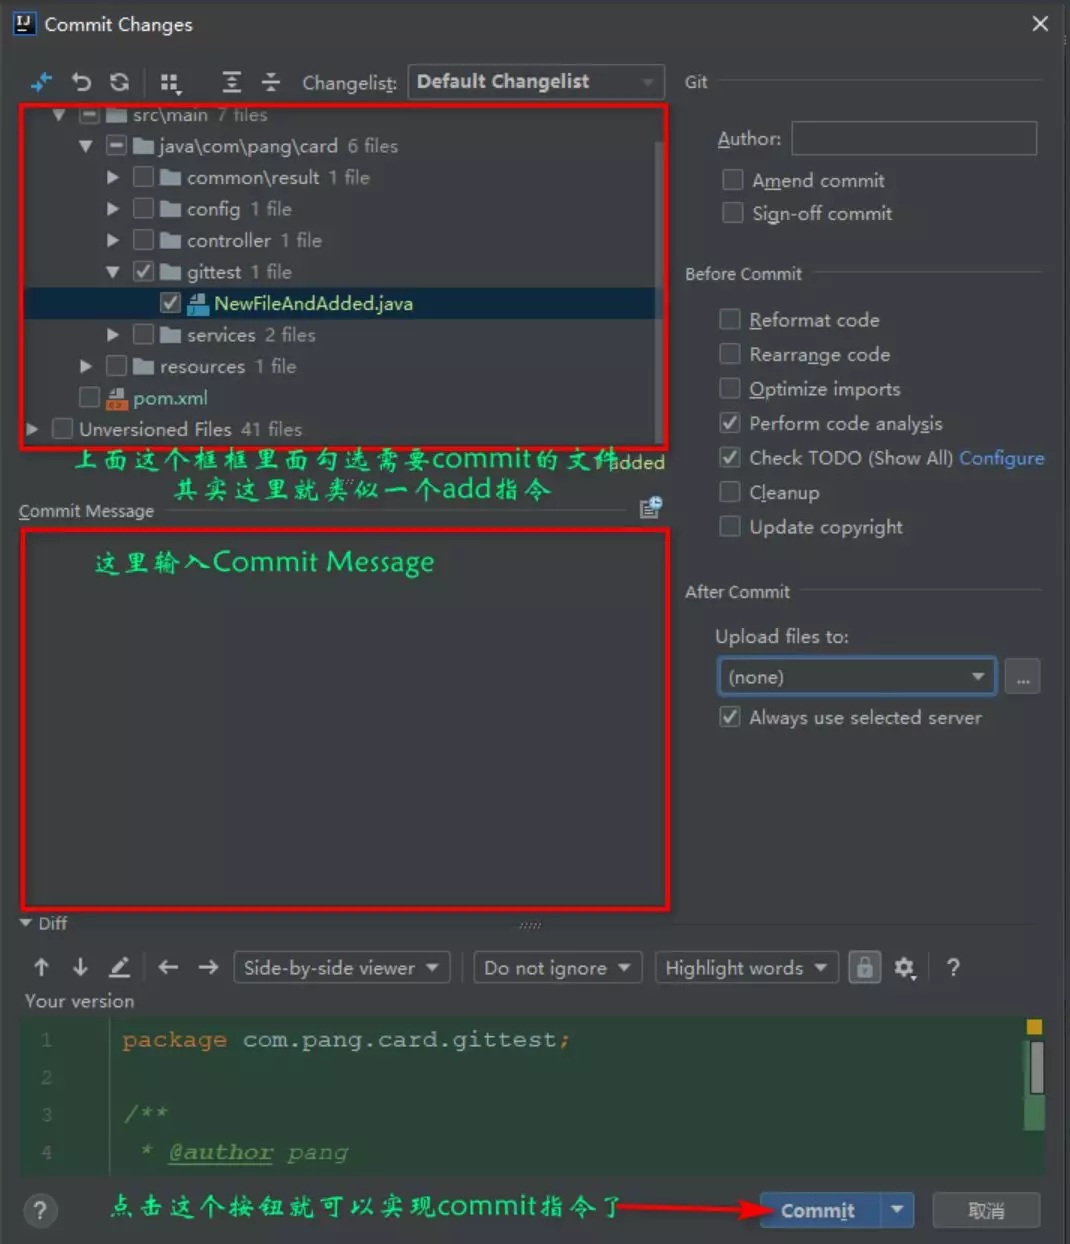 IJ Commit Changes
Changelist: Default Changelist
Git
src\main 7 files
java\com\pang\card 6 files
common\result 1 file
config 1 file
controller 1 file
gittest 1 file
NewFileAndAdded.java
services 2 files
resources 1 file
pom.xml
Unversioned Files 41 files
上面这个框框里面勾选需要commit的文件
added
其实这里就类似一个add指令
Author:
Amend commit
Sign-off commit
Before Commit
Reformat code
Rearrange code
Optimize imports
Perform code analysis
Check TODO (Show All) Configure
Cleanup
Update copyright
Commit Message
这里输入Commit Message
After Commit
Upload files to:
(none)
...
Always use selected server
Diff
Side-by-side viewer Do not ignore Highlight words ?
Your version
1 package com.pang.card.gittest;
2
3 /**
4 * @author pang
? 点击这个按钮就可以实现commit指令了 Commit 取消